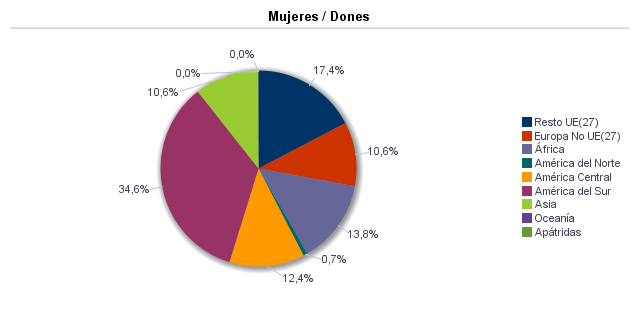 Mujeres / Dones
0,0%
0,0%
17,4%
10,6%
10,6%
34,6%
13,8%
0,7%
12,4%
Resto UE(27)
Europa No UE(27)
África
América del Norte
América Central
América del Sur
Asia
Oceanía
Apátridas